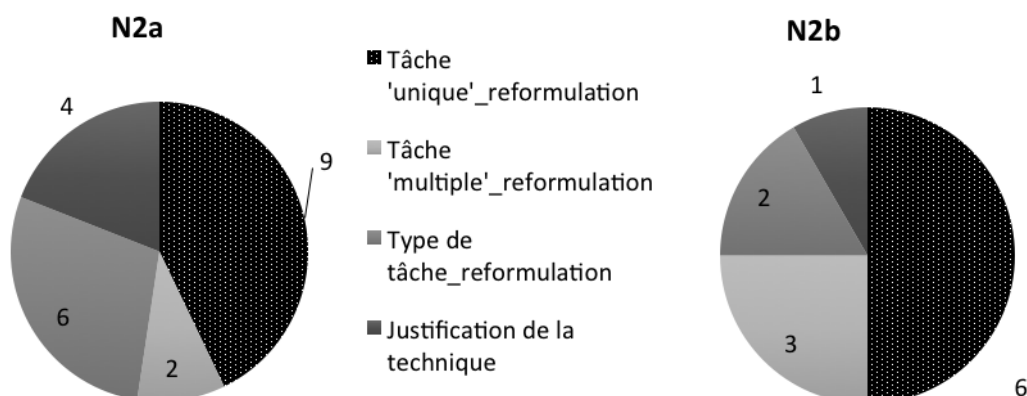 N2a
4
9
6
2
Tâche
'unique'_reformulation
Tâche
'multiple'_reformulation
Type de
tâche_reformulation
Justification de la
technique
N2b
1
2
3
6